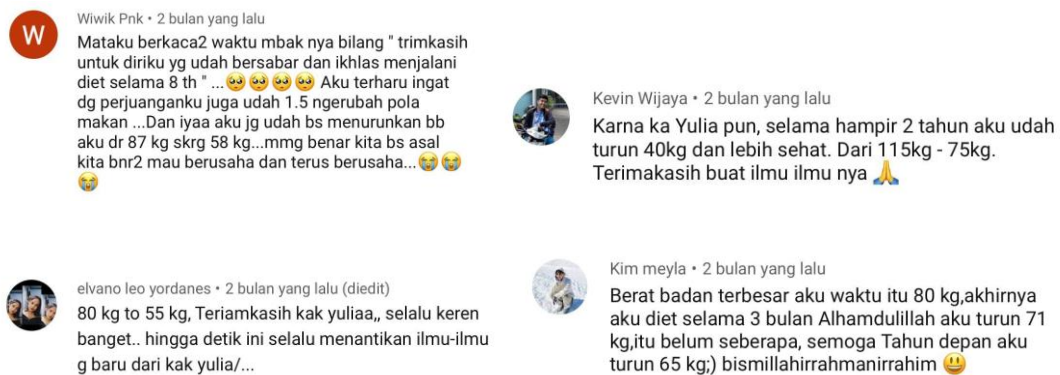 W
Wiwik Pnk • 2 bulan yang lalu
Mataku berkaca2 waktu mbak nya bilang " trimkasih
untuk diriku yg udah bersabar dan ikhlas menjalani
diet selama 8 th " ...🥺🥺🥺🥺 Aku terharu ingat
dg perjuanganku juga udah 1.5 ngerubah pola
makan ...Dan iyaa aku jg udah bs menurunkan bb
aku dr 87 kg skrg 58 kg...mmg benar kita bs asal
kita bnr2 mau berusaha dan terus berusaha...😭😭
😭
Kevin Wijaya • 2 bulan yang lalu
Karna ka Yulia pun, selama hampir 2 tahun aku udah
turun 40kg dan lebih sehat. Dari 115kg - 75kg.
Terimakasih buat ilmu ilmu nya 🙏
elvano leo yordanes • 2 bulan yang lalu (diedit)
80 kg to 55 kg, Teriamkasih kak yuliaa,, selalu keren
banget.. hingga detik ini selalu menantikan ilmu-ilmu
g baru dari kak yulia/...
Kim meyla • 2 bulan yang lalu
Berat badan terbesar aku waktu itu 80 kg,akhirnya
aku diet selama 3 bulan Alhamdulillah aku turun 71
kg,itu belum seberapa, semoga Tahun depan aku
turun 65 kg;) bismillahirrahmanirrahim 😃